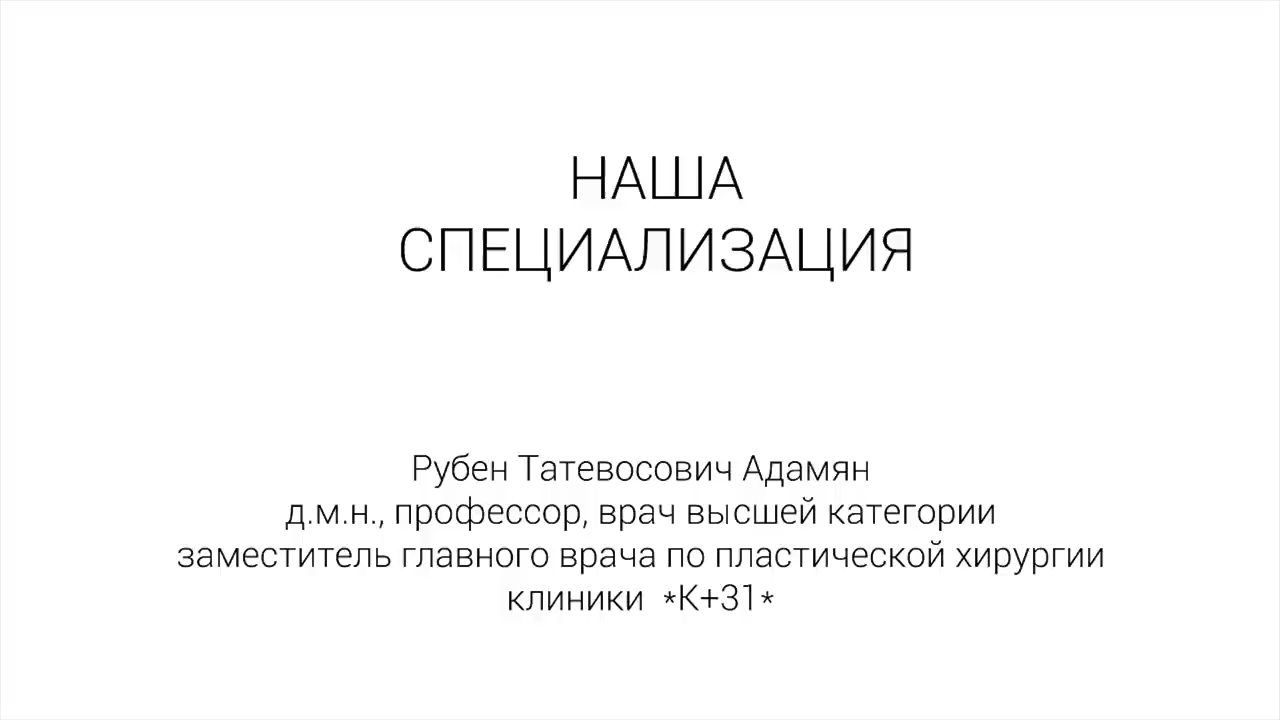 НАША
СПЕЦИАЛИЗАЦИЯ
Рубен Татевосович Адамян
д.м.н., профессор, врач высшей категории
заместитель главного врача по пластической хирургии
клиники *К+31*